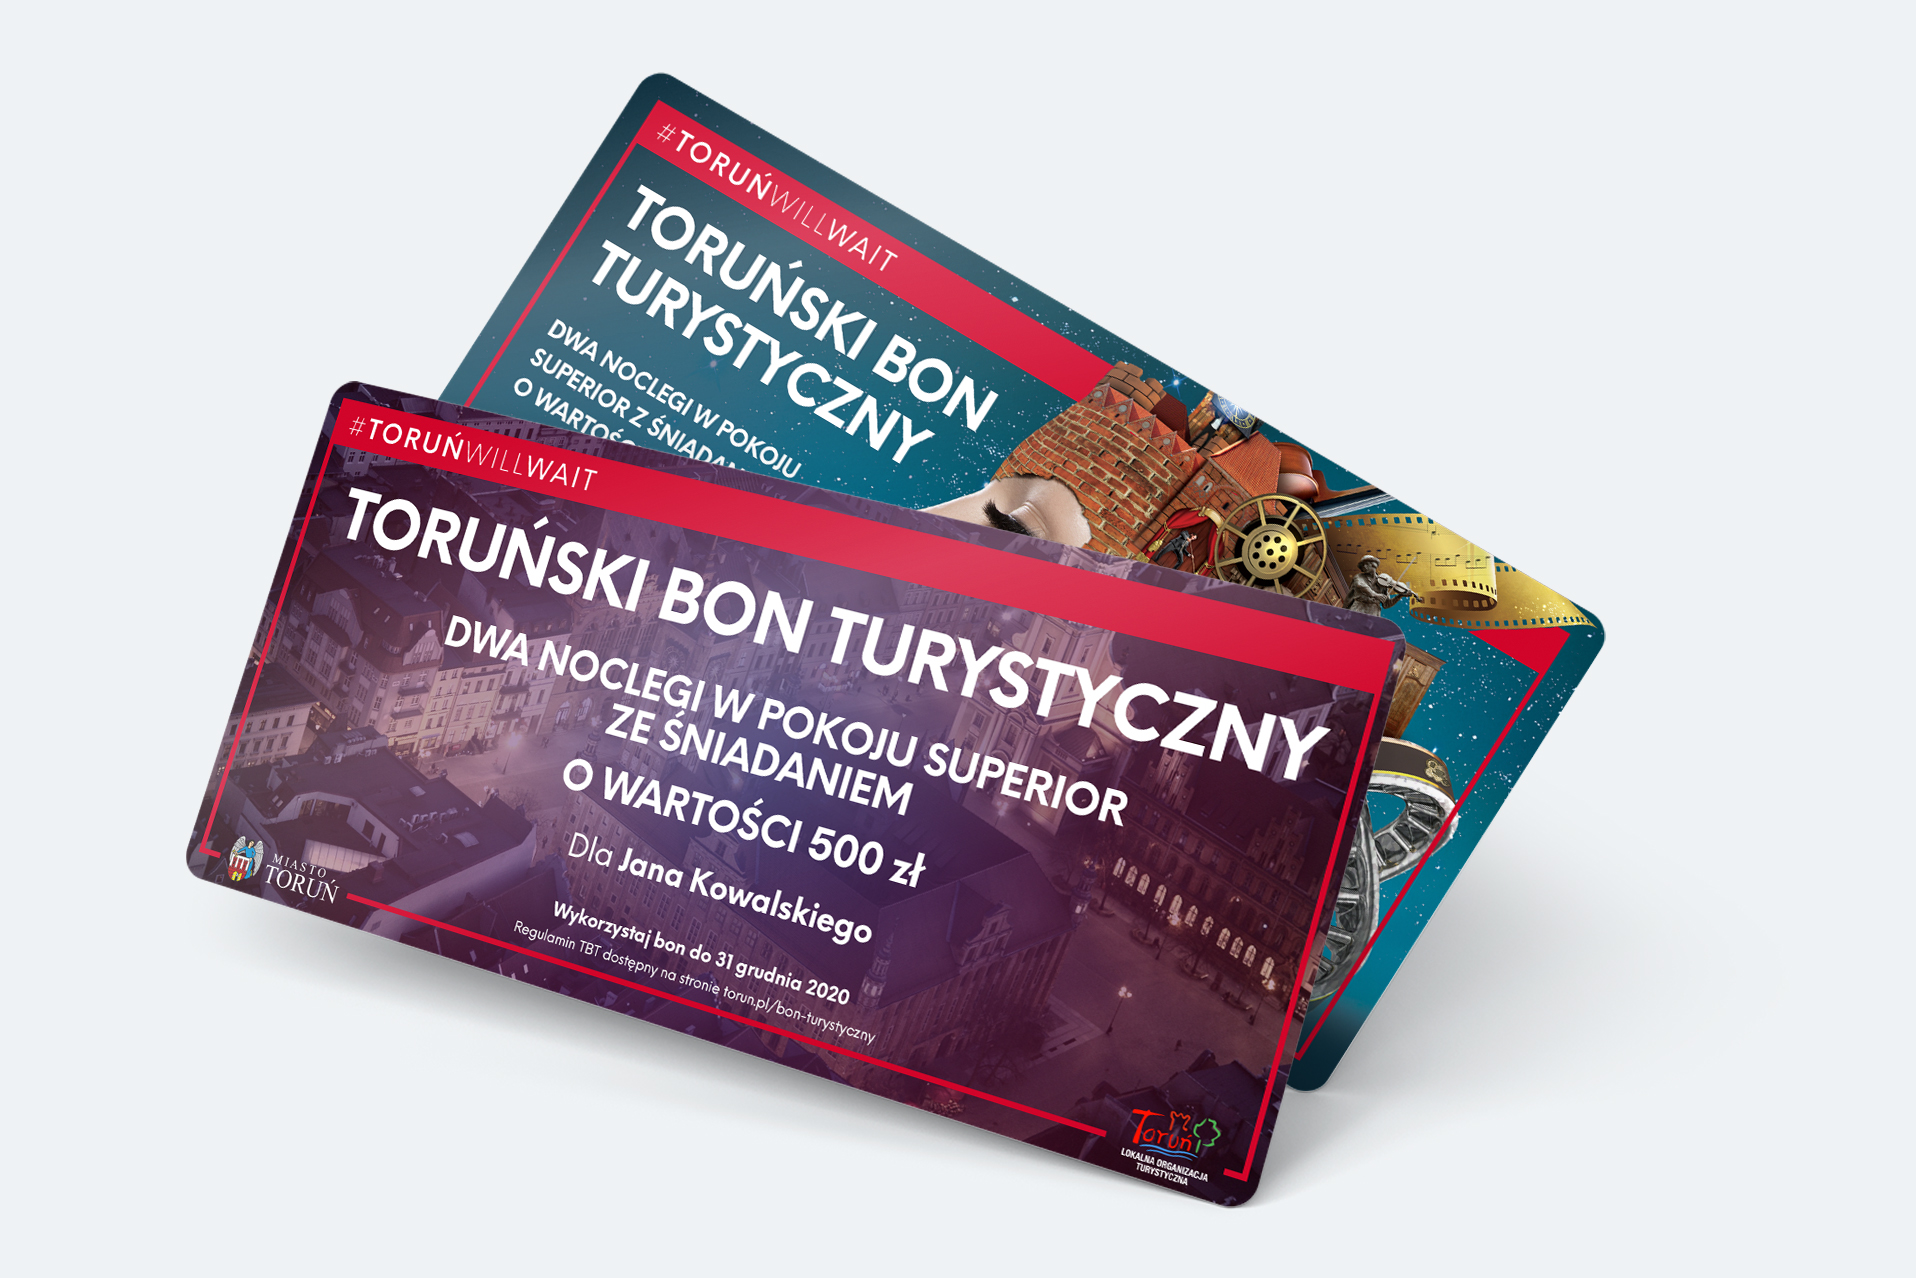 #TORUŃWILLWAIT
TORUŃSKI BON
TURYSTYCZNY
DWA NOCLEGI W POKOJU
SUPERIOR Z ŚNIADAN
O WARTOŚ
#TORUŃWILLWAIT
TORUŃSKI BON TURYSTYCZNY
DWA NOCLEGI W POKOJU SUPERIOR
ZE ŚNIADANIEM
O WARTOŚCI 500 zł
Dla Jana Kowalskiego
Wykorzystaj bon do 31 grudnia 2020
Regulamin TBT dostępny na stronie torun.pl/bon-turystyczny
MIASTO
TORUŃ
Toruń
LOKALNA ORGANIZACJA
TURYSTYCZNA